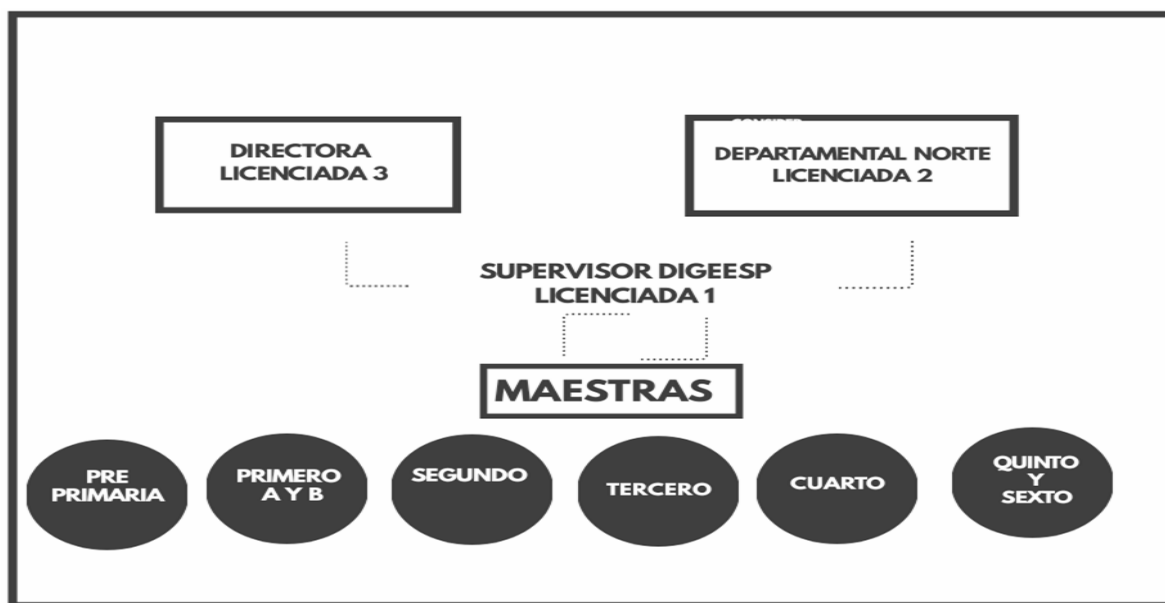 DIRECTORA
LICENCIADA 3
DEPARTAMENTAL NORTE
LICENCIADA 2
SUPERVISOR DIGEESP
LICENCIADA 1
MAESTRAS
PRE
PRIMARIA
PRIMERO
A Y B
SEGUNDO
TERCERO
CUARTO
QUINTO
Y
SEXTO